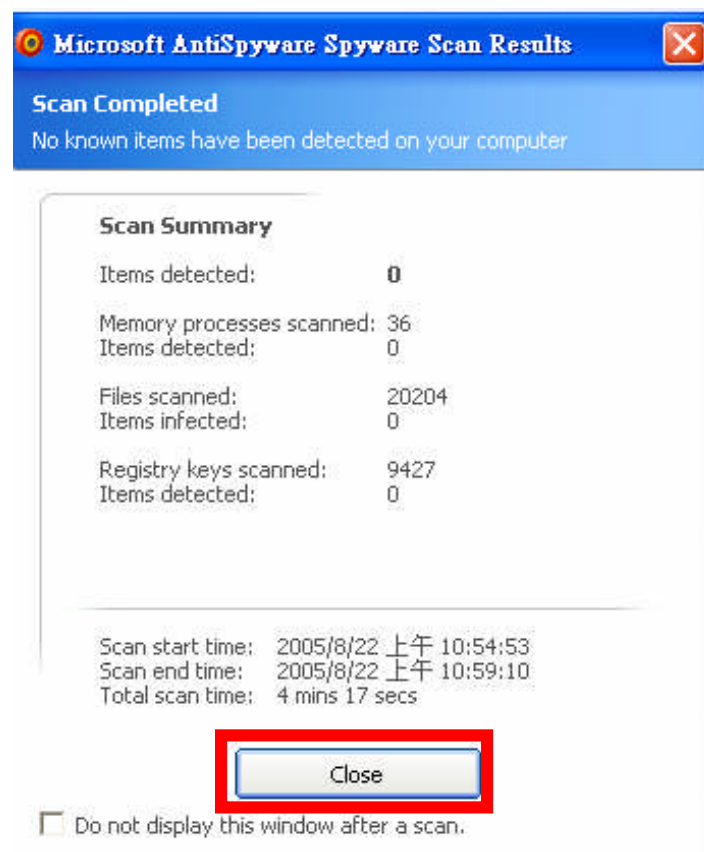 Microsoft AntiSpyware Spyware Scan Results
Scan Completed
No known items have been detected on your computer
Scan Summary
Items detected: 0
Memory processes scanned: 36
Items detected: 0
Files scanned: 20204
Items infected: 0
Registry keys scanned: 9427
Items detected: 0
Scan start time: 2005/8/22 上午 10:54:53
Scan end time: 2005/8/22 上午 10:59:10
Total scan time: 4 mins 17 secs
Close
Do not display this window after a scan.